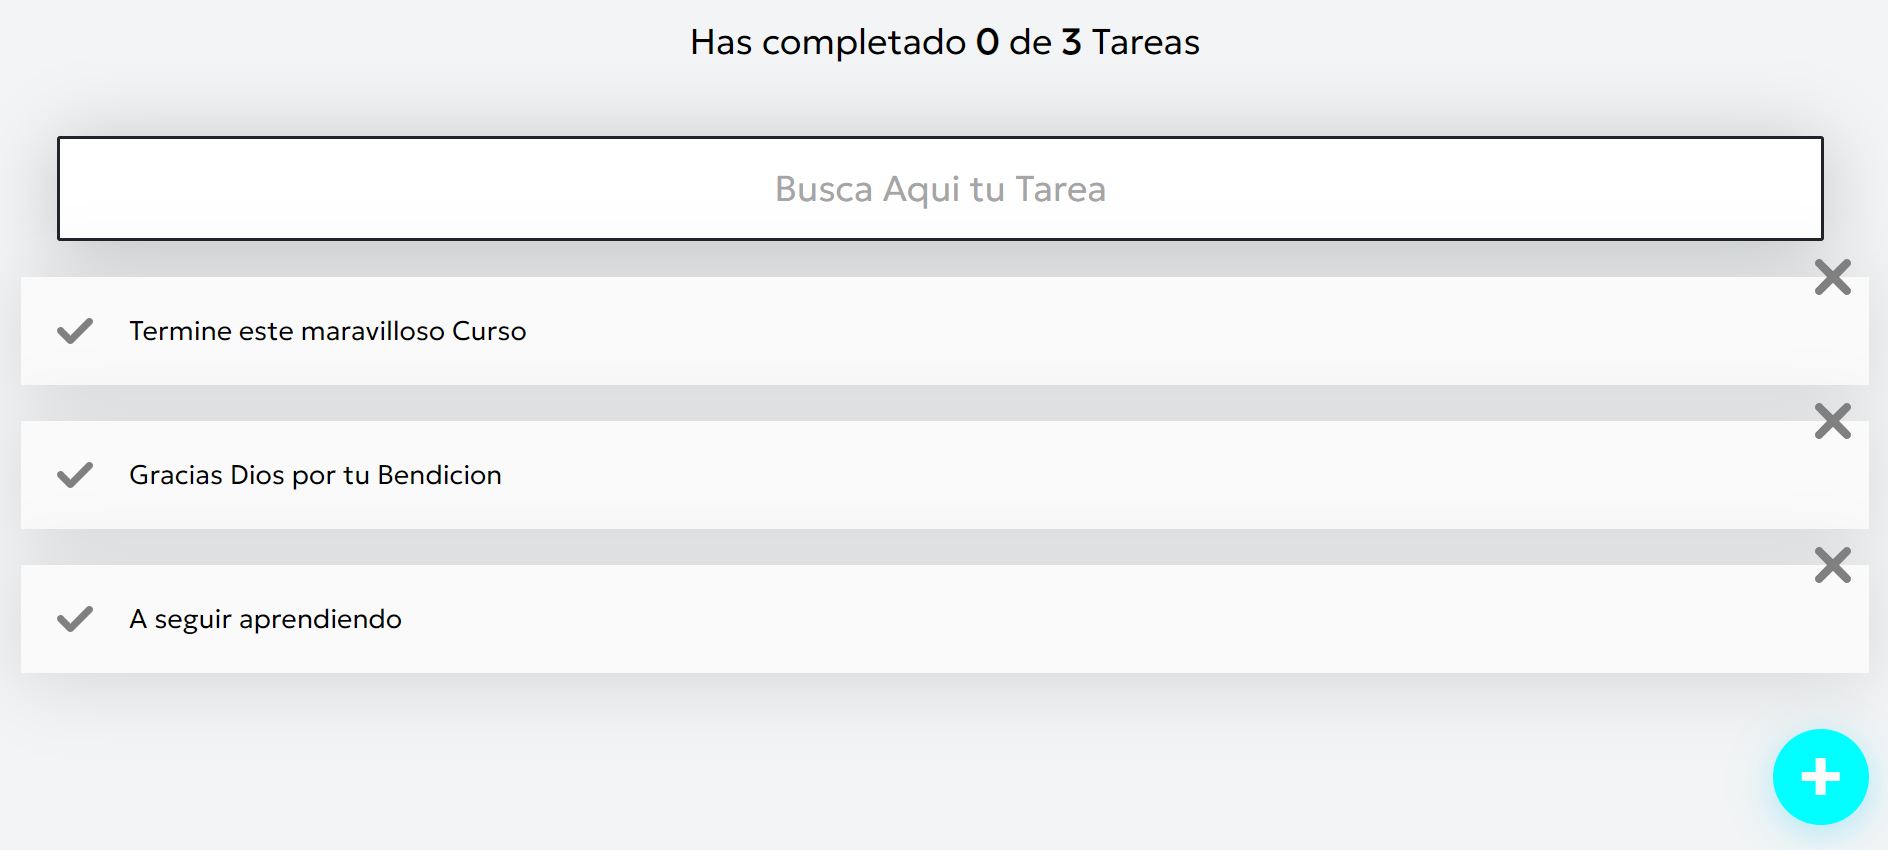 Has completado 0 de 3 Tareas
Busca Aqui tu Tarea
Termine este maravilloso Curso
Gracias Dios por tu Bendicion
A seguir aprendiendo